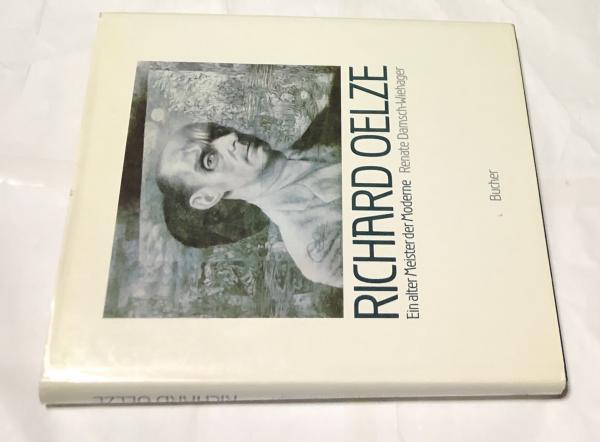 RICHARD OELZE
Ein alter Meister der Moderne Renate Damsch-Wiehager
Bucher
RICHARD OELZE